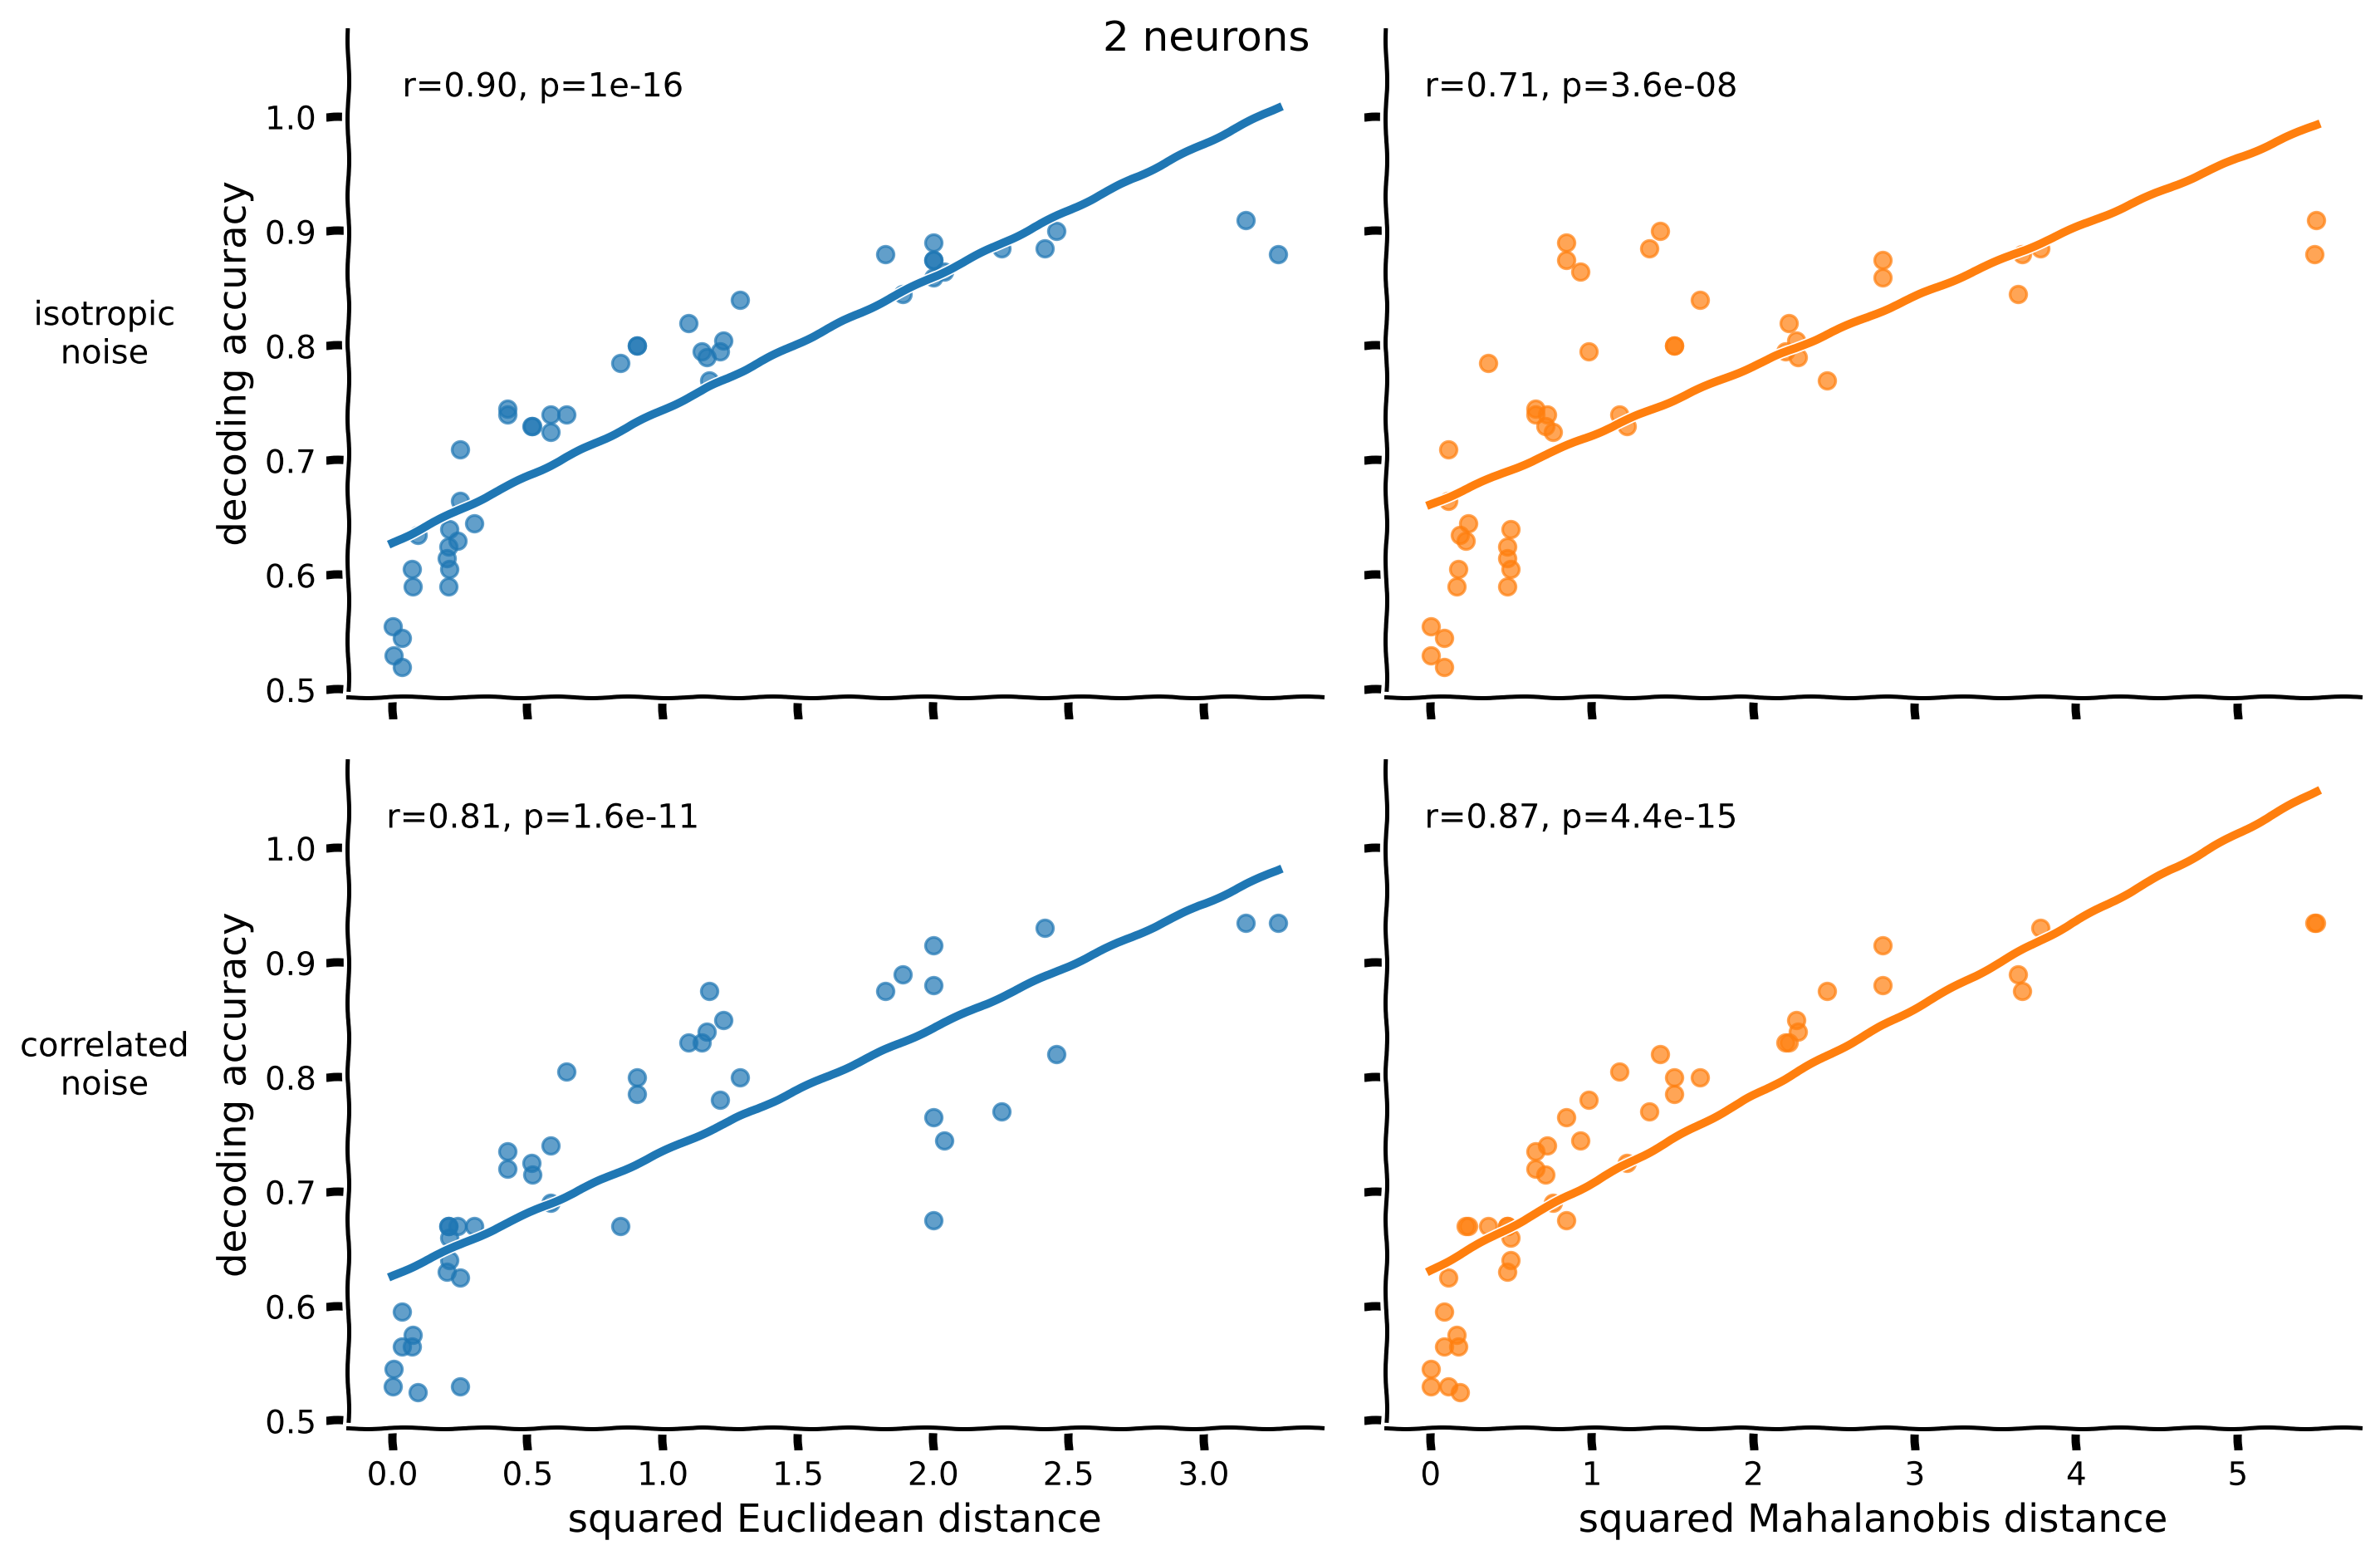 2 neurons
r=0.90, p=1e-16
r=0.71, p=3.6e-08
1.0
0.9
0.8
0.7
0.6
0.5
decoding accuracy
isotropic
noise
r=0.81, p=1.6e-11
r=0.87, p=4.4e-15
1.0
0.9
0.8
0.7
0.6
0.5
decoding accuracy
correlated
noise
0.0 0.5 1.0 1.5 2.0 2.5 3.0
0 1 2 3 4 5
squared Euclidean distance
squared Mahalanobis distance